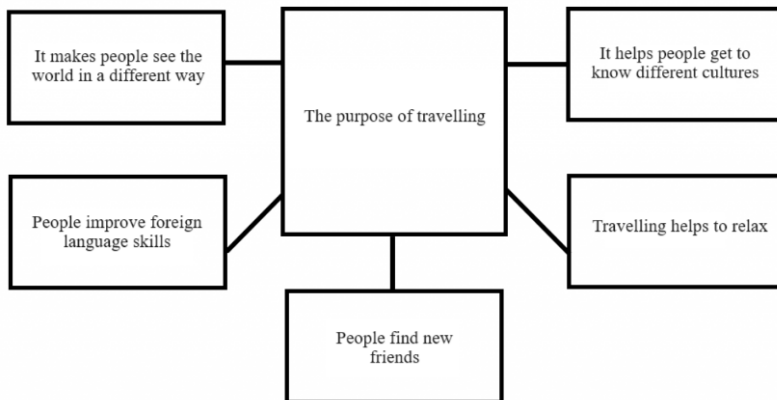 It makes people see the
world in a different way
The purpose of travelling
It helps people get to
know different cultures
People improve foreign
language skills
Travelling helps to relax
People find new
friends